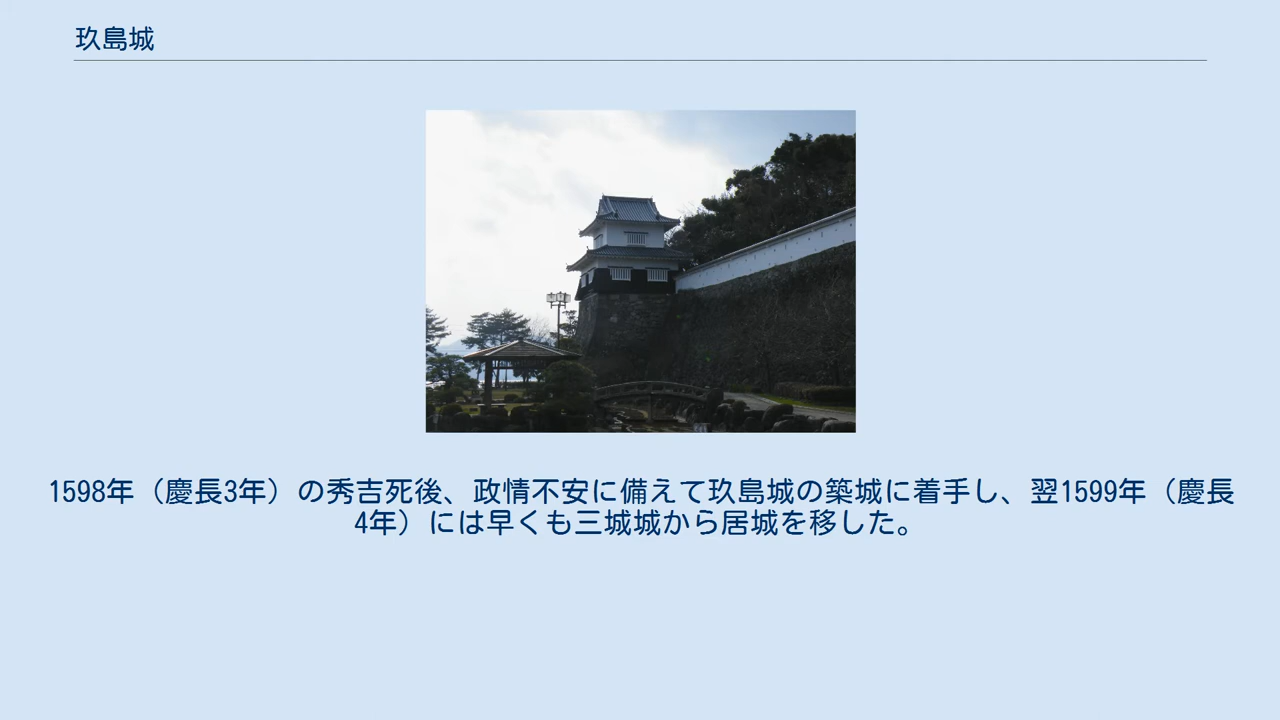 玖島城
1598年（慶長3年）の秀吉死後、政情不安に備えて玖島城の築城に着手し、翌1599年（慶長
4年）には早くも三城城から居城を移した。